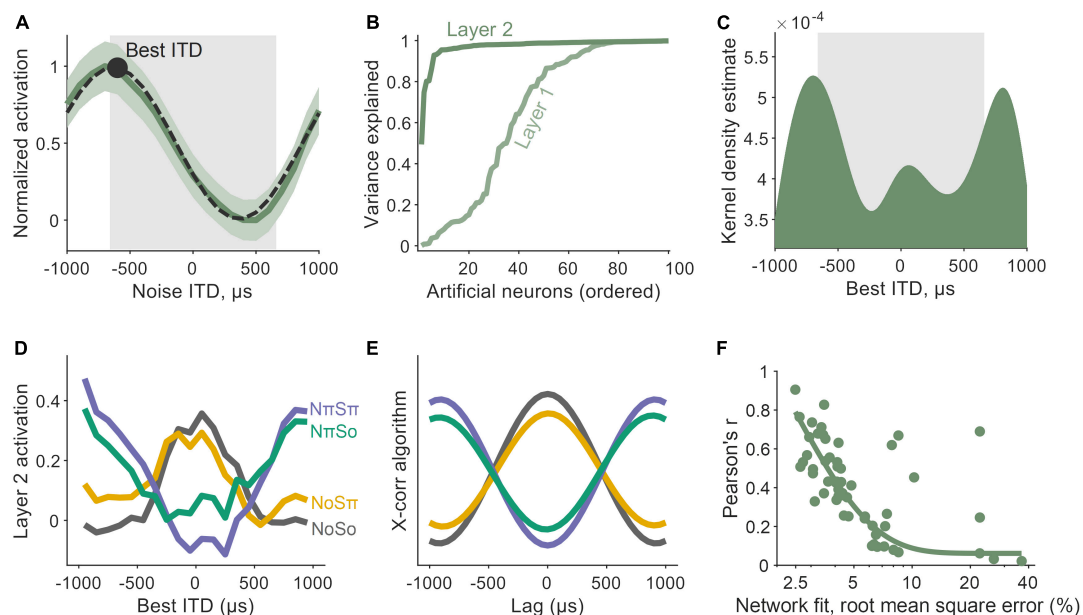 A
Best ITD
Normalized activation
1
0.5
0
-1000
-500
0
500
1000
Noise ITD, µs
B
Layer 2
Layer 1
Variance explained
1
0.8
0.6
0.4
0.2
0
20
40
60
80
100
Artificial neurons (ordered)
C
×10⁻⁴
Kernel density estimate
5.5
5
4.5
4
3.5
-1000
-500
0
500
1000
Best ITD, µs
D
Layer 2 activation
0.4
0.2
0
NπSπ
NπSo
NoSπ
NoSo
-1000
-500
0
500
1000
Best ITD (µs)
E
X-corr algorithm
-1000
-500
0
500
1000
Lag (µs)
F
Pearson's r
1
0.8
0.6
0.4
0.2
0
2.5
5
10
20
40
Network fit, root mean square error (%)